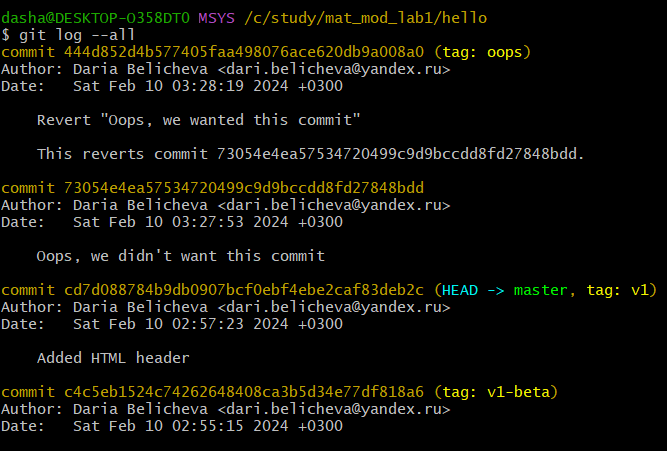 dasha@DESKTOP-O358DT0 MSYS /c/study/mat_mod_lab1/hello
$ git log --all
commit 444d852d4b577405faa498076ace620db9a008a0 (tag: oops)
Author: Daria Belicheva <dari.belicheva@yandex.ru>
Date:   Sat Feb 10 03:28:19 2024 +0300

    Revert "Oops, we wanted this commit"

    This reverts commit 73054e4ea57534720499c9d9bccdd8fd27848bdd.

commit 73054e4ea57534720499c9d9bccdd8fd27848bdd
Author: Daria Belicheva <dari.belicheva@yandex.ru>
Date:   Sat Feb 10 03:27:53 2024 +0300

    Oops, we didn't want this commit

commit cd7d088784b9db0907bcf0ebf4ebe2caf83deb2c (HEAD -> master, tag: v1)
Author: Daria Belicheva <dari.belicheva@yandex.ru>
Date:   Sat Feb 10 02:57:23 2024 +0300

    Added HTML header

commit c4c5eb1524c74262648408ca3b5d34e77df818a6 (tag: v1-beta)
Author: Daria Belicheva <dari.belicheva@yandex.ru>
Date:   Sat Feb 10 02:55:15 2024 +0300